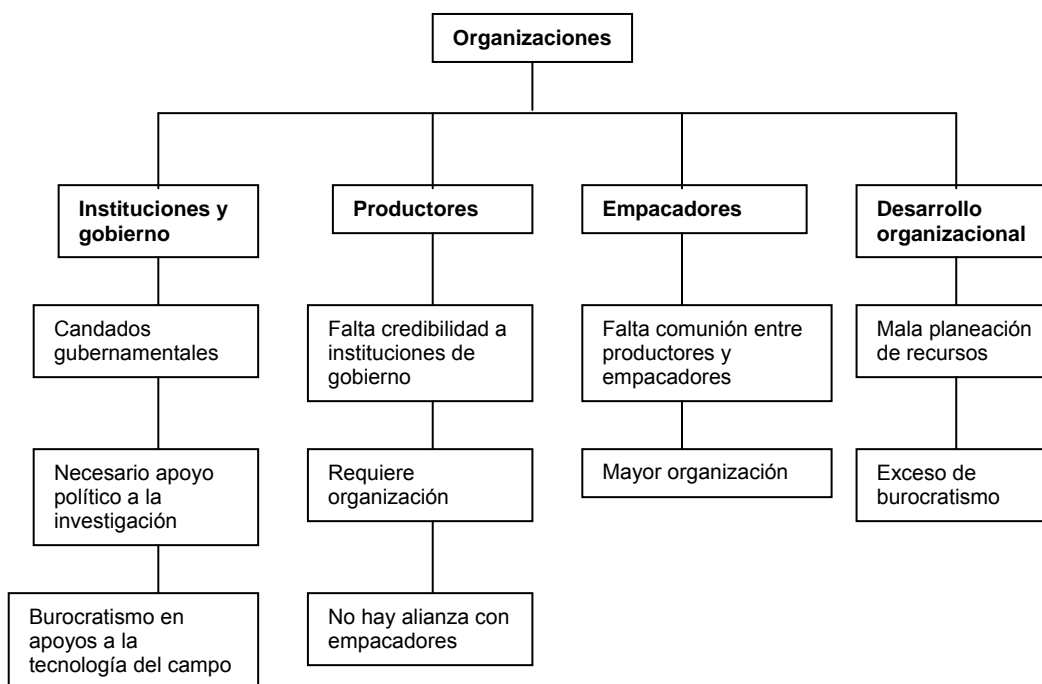 Organizaciones
Instituciones y
gobierno
Productores
Empacadores
Desarrollo
organizacional
Candados
gubernamentales
Falta credibilidad a
instituciones de
gobierno
Falta comunión entre
productores y
empacadores
Mala planeación
de recursos
Necesario apoyo
político a la
investigación
Requiere
organización
Mayor organización
Exceso de
burocratismo
Burocratismo en
apoyos a la
tecnología del campo
No hay alianza con
empacadores